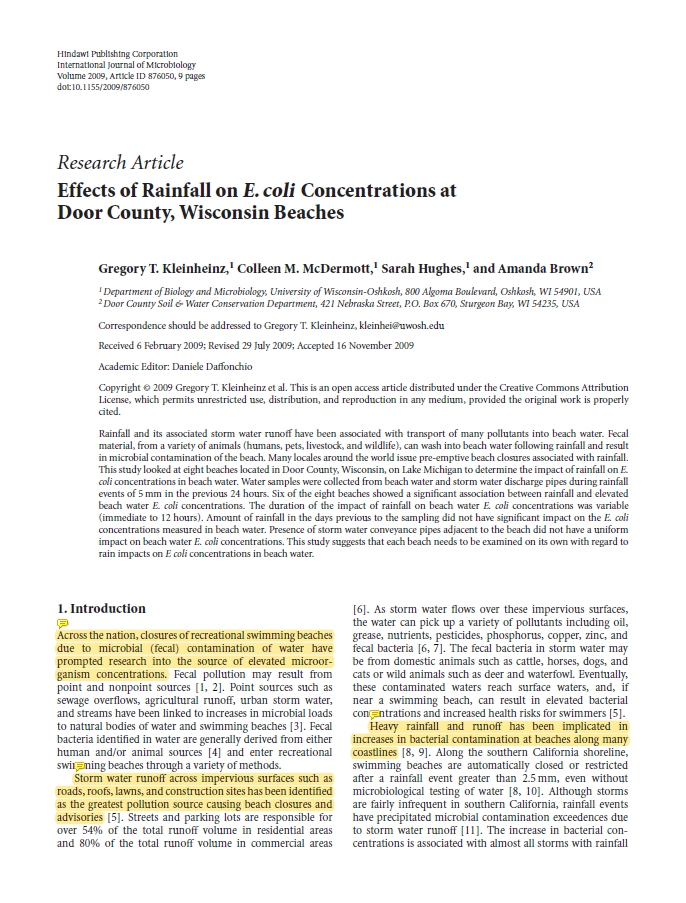 Hindawi Publishing Corporation
International Journal of Microbiology
Volume 2009, Article ID 876050, 9 pages
doi:10.1155/2009/876050
Research Article
Effects of Rainfall on E. coli Concentrations at
Door County, Wisconsin Beaches
Gregory T. Kleinheinz,1 Colleen M. McDermott,1 Sarah Hughes,1 and Amanda Brown2
1 Department of Biology and Microbiology, University of Wisconsin-Oshkosh, 800 Algoma Boulevard, Oshkosh, WI 54901, USA
2 Door County Soil & Water Conservation Department, 421 Nebraska Street, P.O. Box 670, Sturgeon Bay, WI 54235, USA
Correspondence should be addressed to Gregory T. Kleinheinz, kleinhei@uwosh.edu
Received 6 February 2009; Revised 29 July 2009; Accepted 16 November 2009
Academic Editor: Daniele Daffonchio
Copyright © 2009 Gregory T. Kleinheinz et al. This is an open access article distributed under the Creative Commons Attribution
License, which permits unrestricted use, distribution, and reproduction in any medium, provided the original work is properly
cited.
Rainfall and its associated storm water runoff have been associated with transport of many pollutants into beach water. Fecal
material, from a variety of animals (humans, pets, livestock, and wildlife), can wash into beach water following rainfall and result
in microbial contamination of the beach. Many locales around the world issue pre-emptive beach closures associated with rainfall.
This study looked at eight beaches located in Door County, Wisconsin, on Lake Michigan to determine the impact of rainfall on E.
coli concentrations in beach water. Water samples were collected from beach water and storm water discharge pipes during rainfall
events of 5 mm in the previous 24 hours. Six of the eight beaches showed a significant association between rainfall and elevated
beach water E. coli concentrations. The duration of the impact of rainfall on beach water E. coli concentrations was variable
(immediate to 12 hours). Amount of rainfall in the days previous to the sampling did not have significant impact on the E. coli
concentrations measured in beach water. Presence of storm water conveyance pipes adjacent to the beach did not have a uniform
impact on beach water E. coli concentrations. This study suggests that each beach needs to be examined on its own with regard to
rain impacts on E coli concentrations in beach water.
1. Introduction
Across the nation, closures of recreational swimming beaches
due to microbial (fecal) contamination of water have
prompted research into the source of elevated microor-
ganism concentrations. Fecal pollution may result from
point and nonpoint sources [1, 2]. Point sources such as
sewage overflows, agricultural runoff, urban storm water,
and streams have been linked to increases in microbial loads
to natural bodies of water and swimming beaches [3]. Fecal
bacteria identified in water are generally derived from either
human and/or animal sources [4] and enter recreational
swimming beaches through a variety of methods.
Storm water runoff across impervious surfaces such as
roads, roofs, lawns, and construction sites has been identified
as the greatest pollution source causing beach closures and
advisories [5]. Streets and parking lots are responsible for
over 54% of the total runoff volume in residential areas
and 80% of the total runoff volume in commercial areas
[6]. As storm water flows over these impervious surfaces,
the water can pick up a variety of pollutants including oil,
grease, nutrients, pesticides, phosphorus, copper, zinc, and
fecal bacteria [6, 7]. The fecal bacteria in storm water may
be from domestic animals such as cattle, horses, dogs, and
cats or wild animals such as deer and waterfowl. Eventually,
these contaminated waters reach surface waters, and, if
near a swimming beach, can result in elevated bacterial
concentrations and increased health risks for swimmers [5].
Heavy rainfall and runoff has been implicated in
increases in bacterial contamination at beaches along many
coastlines [8, 9]. Along the southern California shoreline,
swimming beaches are automatically closed or restricted
after a rainfall event greater than 2.5 mm, even without
microbiological testing of water [8, 10]. Although storms
are fairly infrequent in southern California, rainfall events
have precipitated microbial contamination exceedences due
to storm water runoff [11]. The increase in bacterial con-
centrations is associated with almost all storms with rainfall